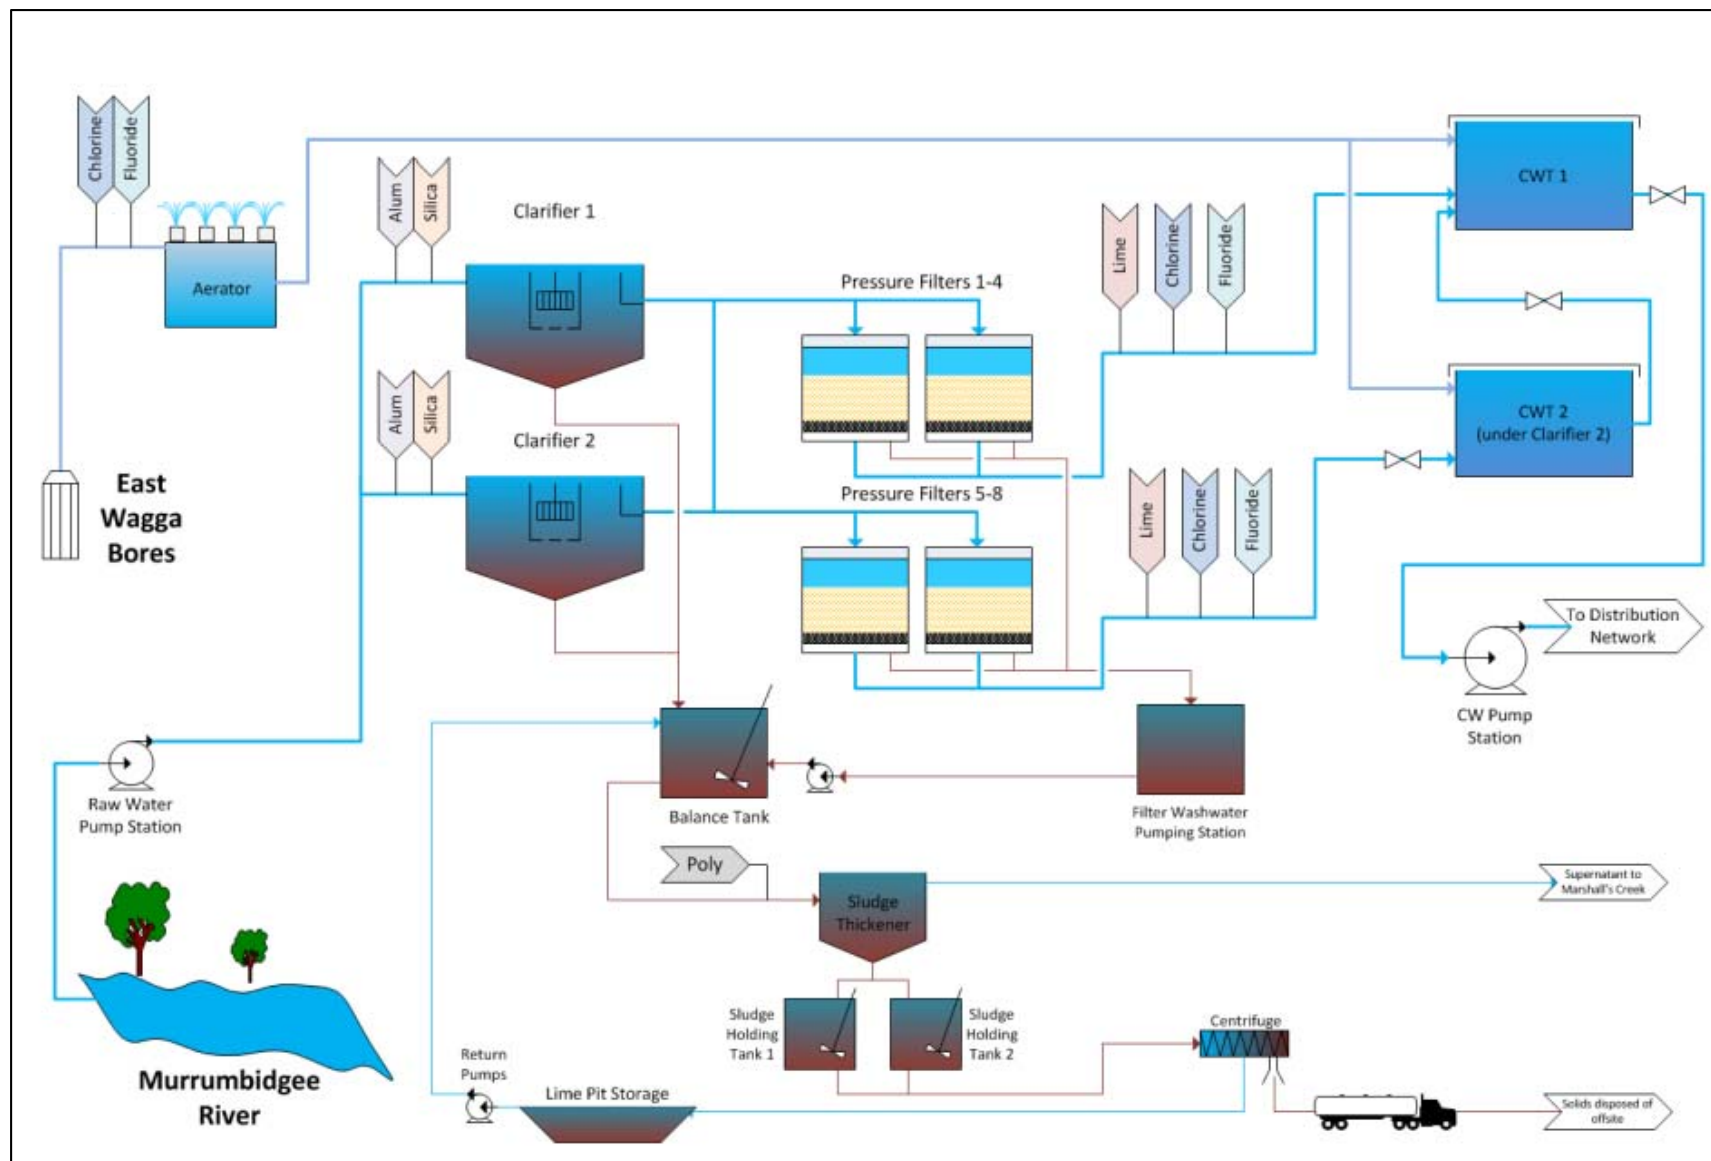 Chlorine
Fluoride
Aerator
East
Wagga
Bores
Alum
Silica
Clarifier 1
Alum
Silica
Clarifier 2
Pressure Filters 1-4
Pressure Filters 5-8
Lime
Chlorine
Fluoride
Lime
Chlorine
Fluoride
CWT 1
CWT 2
(under Clarifier 2)
To Distribution
Network
CW Pump
Station
Raw Water
Pump Station
Murrumbidgee
River
Balance Tank
Filter Washwater
Pumping Station
Poly
Sludge
Thickener
Supernatant to
Marshall's Creek
Sludge
Holding
Tank 1
Sludge
Holding
Tank 2
Centrifuge
Return
Pumps
Lime Pit Storage
Solids disposed of
offsite